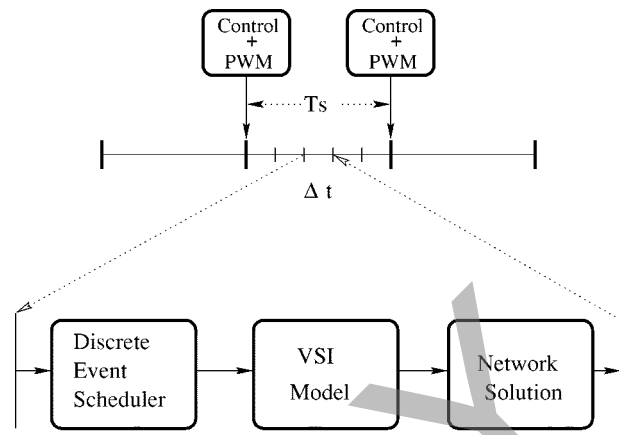 Control
+
PWM
Control
+
PWM
Ts
Δ t
Discrete
Event
Scheduler
VSI
Model
Network
Solution